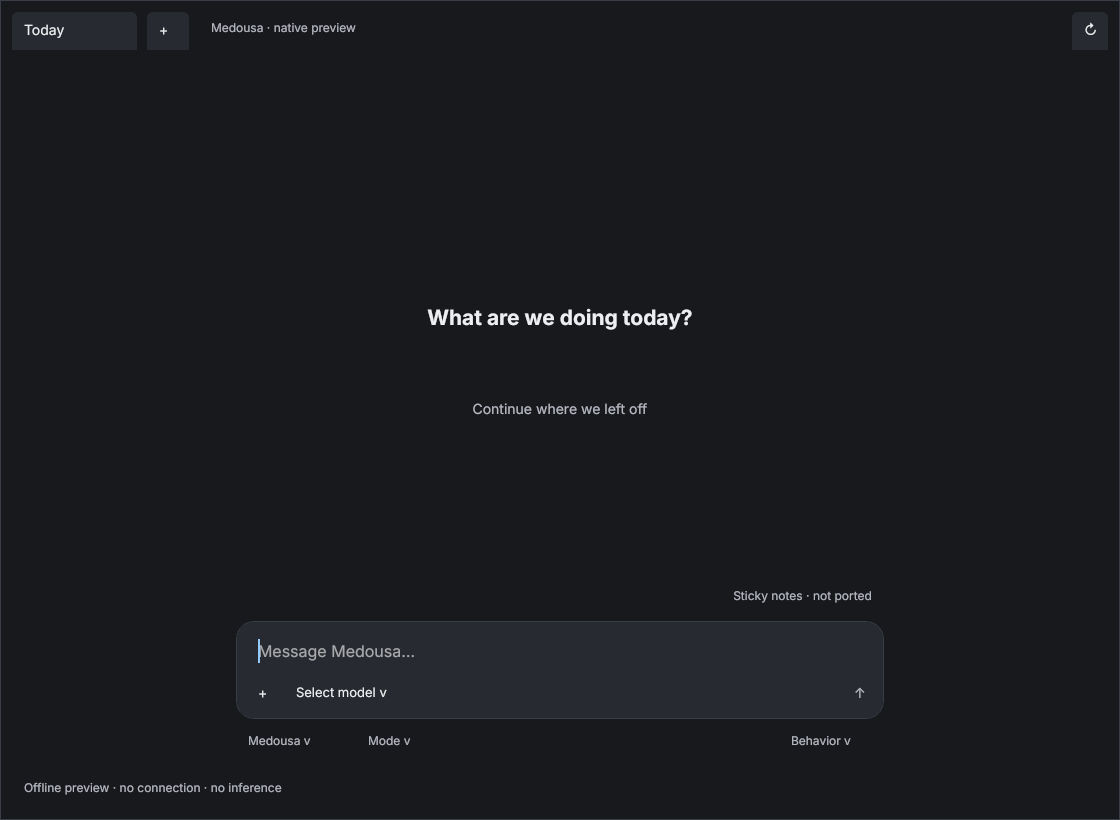 Today
+
Medousa · native preview
What are we doing today?
Continue where we left off
Sticky notes · not ported
Message Medousa...
+ Select model v
Medousa v Mode v Behavior v
Offline preview · no connection · no inference